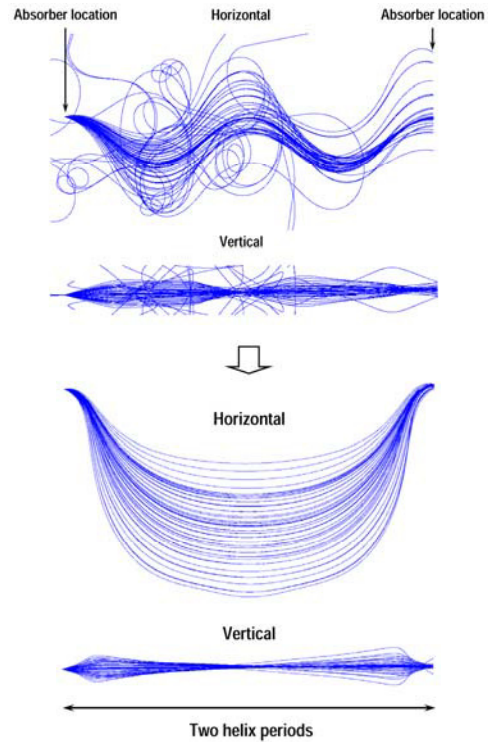 Absorber location
Horizontal
Absorber location
Vertical
Horizontal
Vertical
Two helix periods